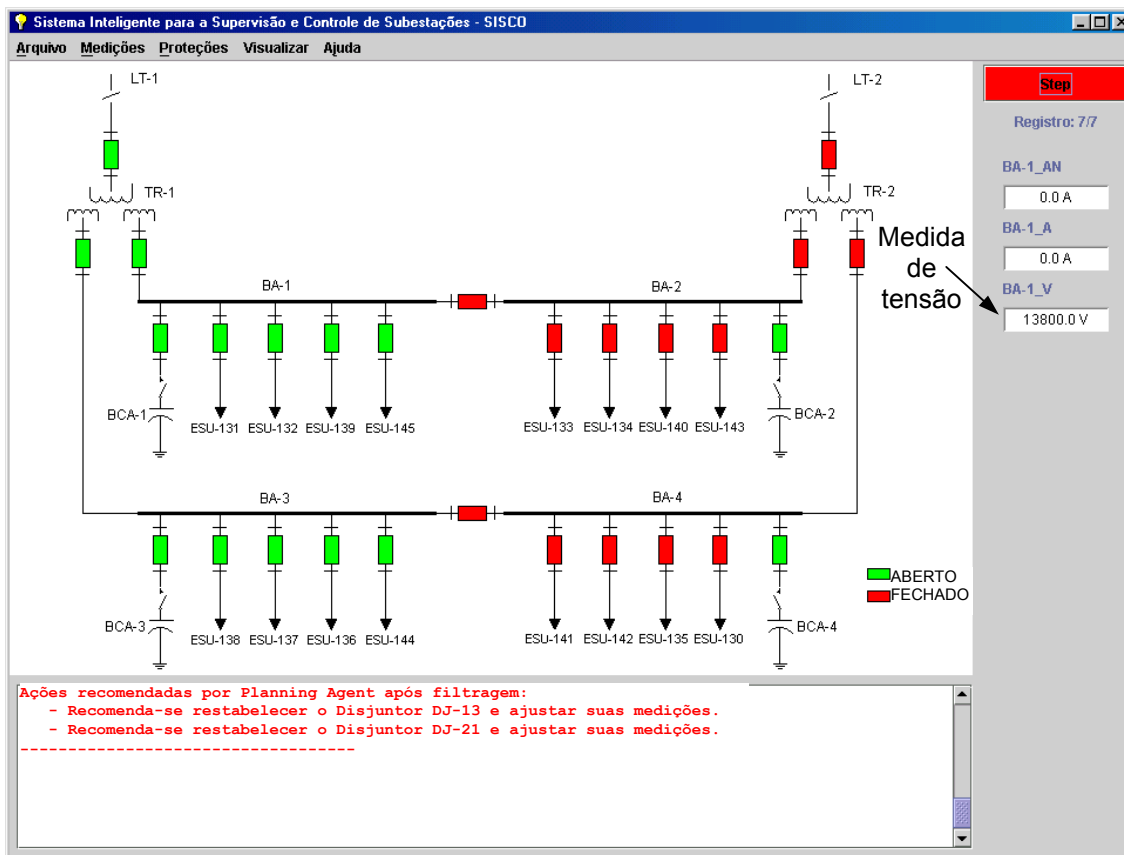 Sistema Inteligente para a Supervisão e Controle de Subestações - SISCO
Arquivo Medições Proteções Visualizar Ajuda
LT-1
LT-2
Step
Registro: 7/7
TR-1
TR-2
BA-1_AN
0.0 A
BA-1_A
0.0 A
BA-1_V
13800.0 V
Medida
de
tensão
BA-1
BA-2
BCA-1
ESU-131 ESU-132 ESU-139 ESU-145
ESU-133 ESU-134 ESU-140 ESU-143
BCA-2
BA-3
BA-4
ABERTO
FECHADO
BCA-3
ESU-138 ESU-137 ESU-136 ESU-144
ESU-141 ESU-142 ESU-135 ESU-130
BCA-4
Ações recomendadas por Planning Agent após filtragem:
- Recomenda-se restabelecer o Disjuntor DJ-13 e ajustar suas medições.
- Recomenda-se restabelecer o Disjuntor DJ-21 e ajustar suas medições.
-----------------------------------